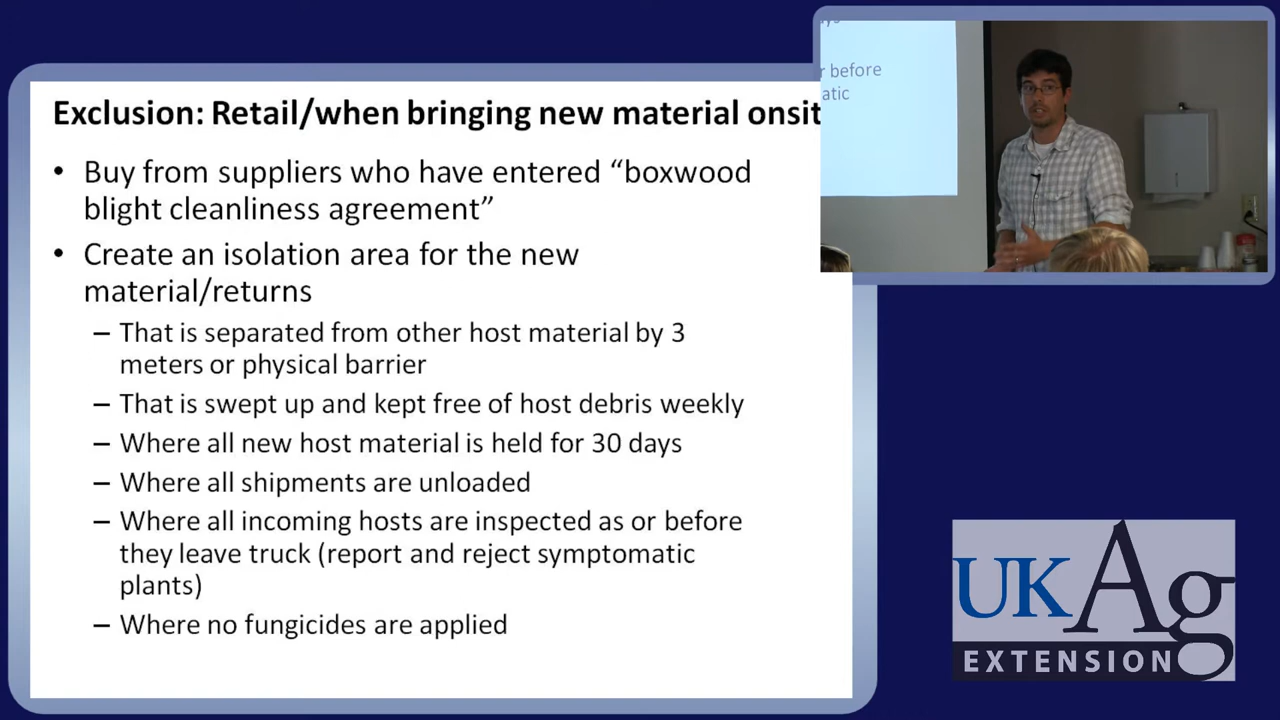 Exclusion: Retail/when bringing new material onsit
• Buy from suppliers who have entered “boxwood
blight cleanliness agreement”
• Create an isolation area for the new
material/returns
– That is separated from other host material by 3
meters or physical barrier
– That is swept up and kept free of host debris weekly
– Where all new host material is held for 30 days
– Where all shipments are unloaded
– Where all incoming hosts are inspected as or before
they leave truck (report and reject symptomatic
plants)
– Where no fungicides are applied
r before
atic
UKAg
EXTENSION